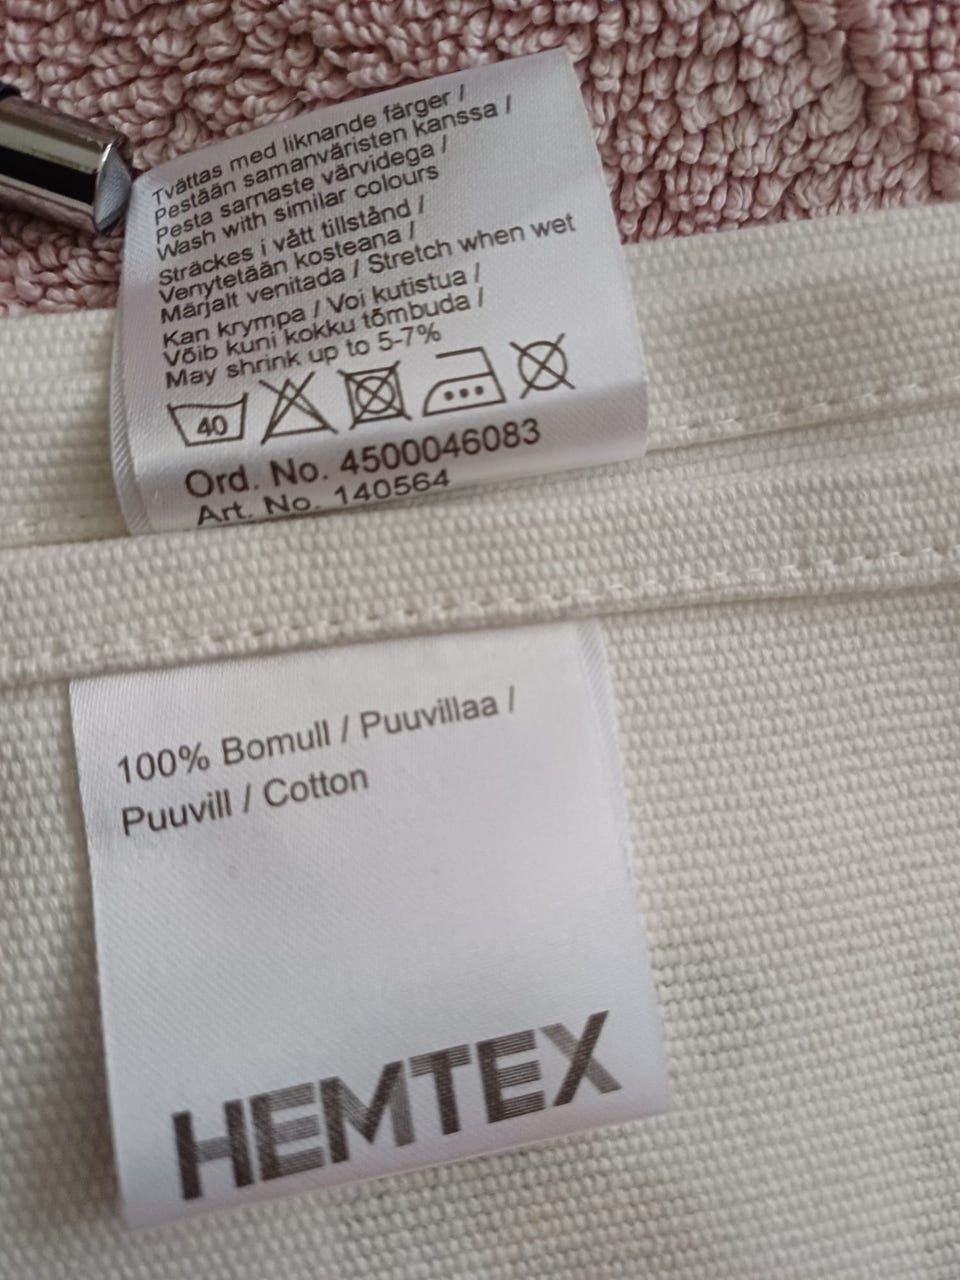 Tvättas med liknande färger /
Pestään samanväristen kanssa /
Pesta samaste värvidega /
Wash with similar colours
Sträckes i vått tillstånd /
Venytetään kosteana /
Märjalt venitada / Stretch when wet
Kan krympa / Voi kutistua /
Võib kuni kokku tõmbuda /
May shrink up to 5-7%
40
Ord. No. 4500046083
Art. No. 140564
100% Bomull / Puuvillaa /
Puuvill / Cotton
HEMTEX